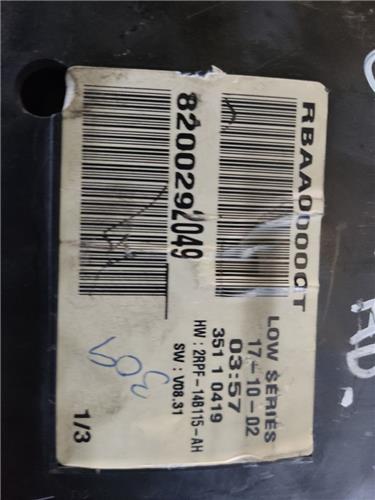 RBAA0000CT
LOW SERIES
17-10-02
03:57
351 1 0419
8200292049
HW : 2RPF-14B115-AH
SW : V08.31
309
1/3